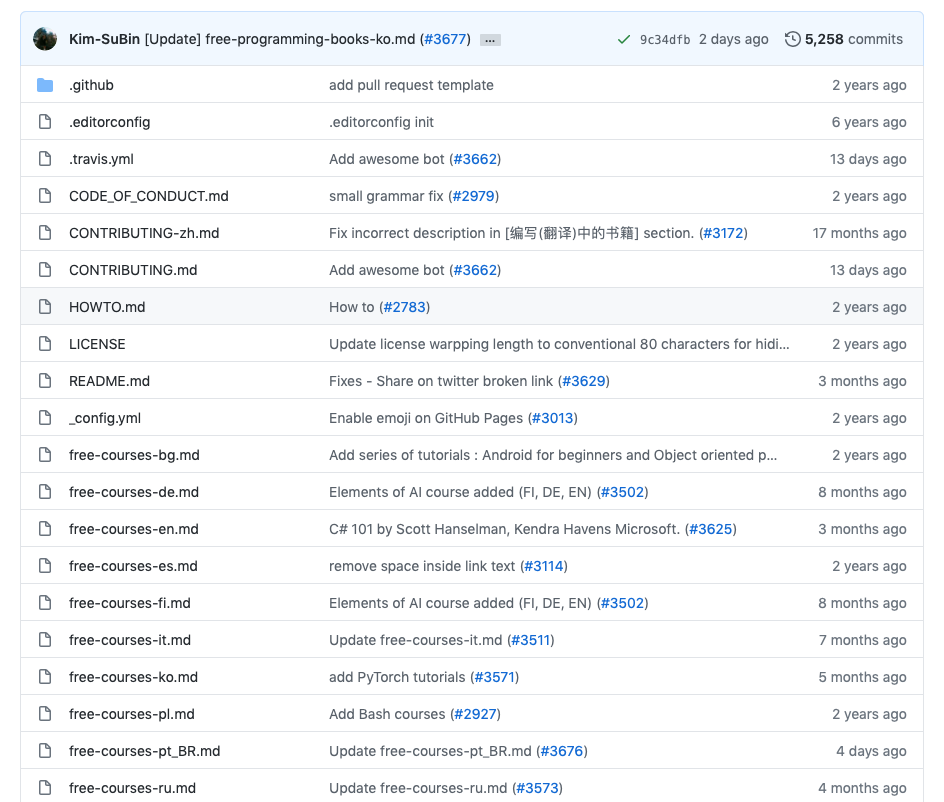 Kim-SuBin [Update] free-programming-books-ko.md (#3677) ... 9c34dfb 2 days ago 5,258 commits
.github add pull request template 2 years ago
.editorconfig .editorconfig init 6 years ago
.travis.yml Add awesome bot (#3662) 13 days ago
CODE_OF_CONDUCT.md small grammar fix (#2979) 2 years ago
CONTRIBUTING-zh.md Fix incorrect description in [编写(翻译)中的书籍] section. (#3172) 17 months ago
CONTRIBUTING.md Add awesome bot (#3662) 13 days ago
HOWTO.md How to (#2783) 2 years ago
LICENSE Update license warpping length to conventional 80 characters for hidi... 2 years ago
README.md Fixes - Share on twitter broken link (#3629) 3 months ago
_config.yml Enable emoji on GitHub Pages (#3013) 2 years ago
free-courses-bg.md Add series of tutorials : Android for beginners and Object oriented p... 2 years ago
free-courses-de.md Elements of AI course added (FI, DE, EN) (#3502) 8 months ago
free-courses-en.md C# 101 by Scott Hanselman, Kendra Havens Microsoft. (#3625) 3 months ago
free-courses-es.md remove space inside link text (#3114) 2 years ago
free-courses-fi.md Elements of AI course added (FI, DE, EN) (#3502) 8 months ago
free-courses-it.md Update free-courses-it.md (#3511) 7 months ago
free-courses-ko.md add PyTorch tutorials (#3571) 5 months ago
free-courses-pl.md Add Bash courses (#2927) 2 years ago
free-courses-pt_BR.md Update free-courses-pt_BR.md (#3676) 4 days ago
free-courses-ru.md Update free-courses-ru.md (#3573) 4 months ago